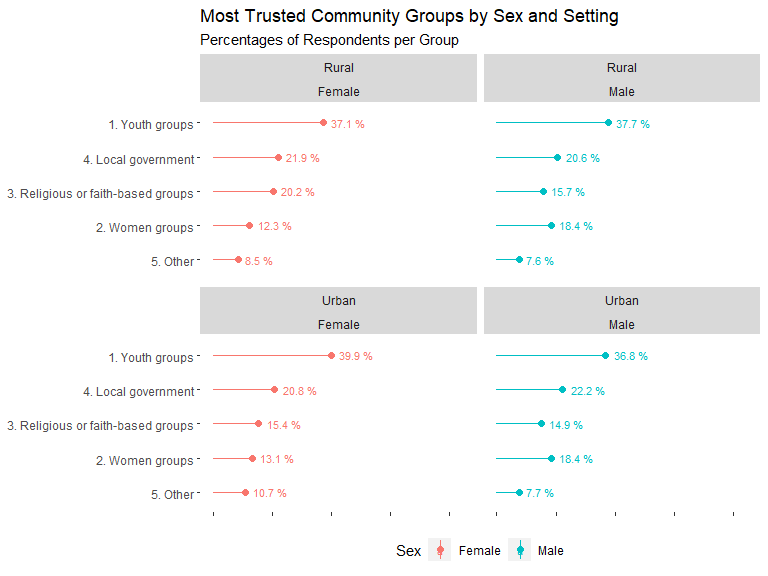 Most Trusted Community Groups by Sex and Setting
Percentages of Respondents per Group
Rural
Female
Rural
Male
1. Youth groups
37.1 %
37.7 %
4. Local government
21.9 %
20.6 %
3. Religious or faith-based groups
20.2 %
15.7 %
2. Women groups
12.3 %
18.4 %
5. Other
8.5 %
7.6 %
Urban
Female
Urban
Male
1. Youth groups
39.9 %
36.8 %
4. Local government
20.8 %
22.2 %
3. Religious or faith-based groups
15.4 %
14.9 %
2. Women groups
13.1 %
18.4 %
5. Other
10.7 %
7.7 %
Sex
Female
Male